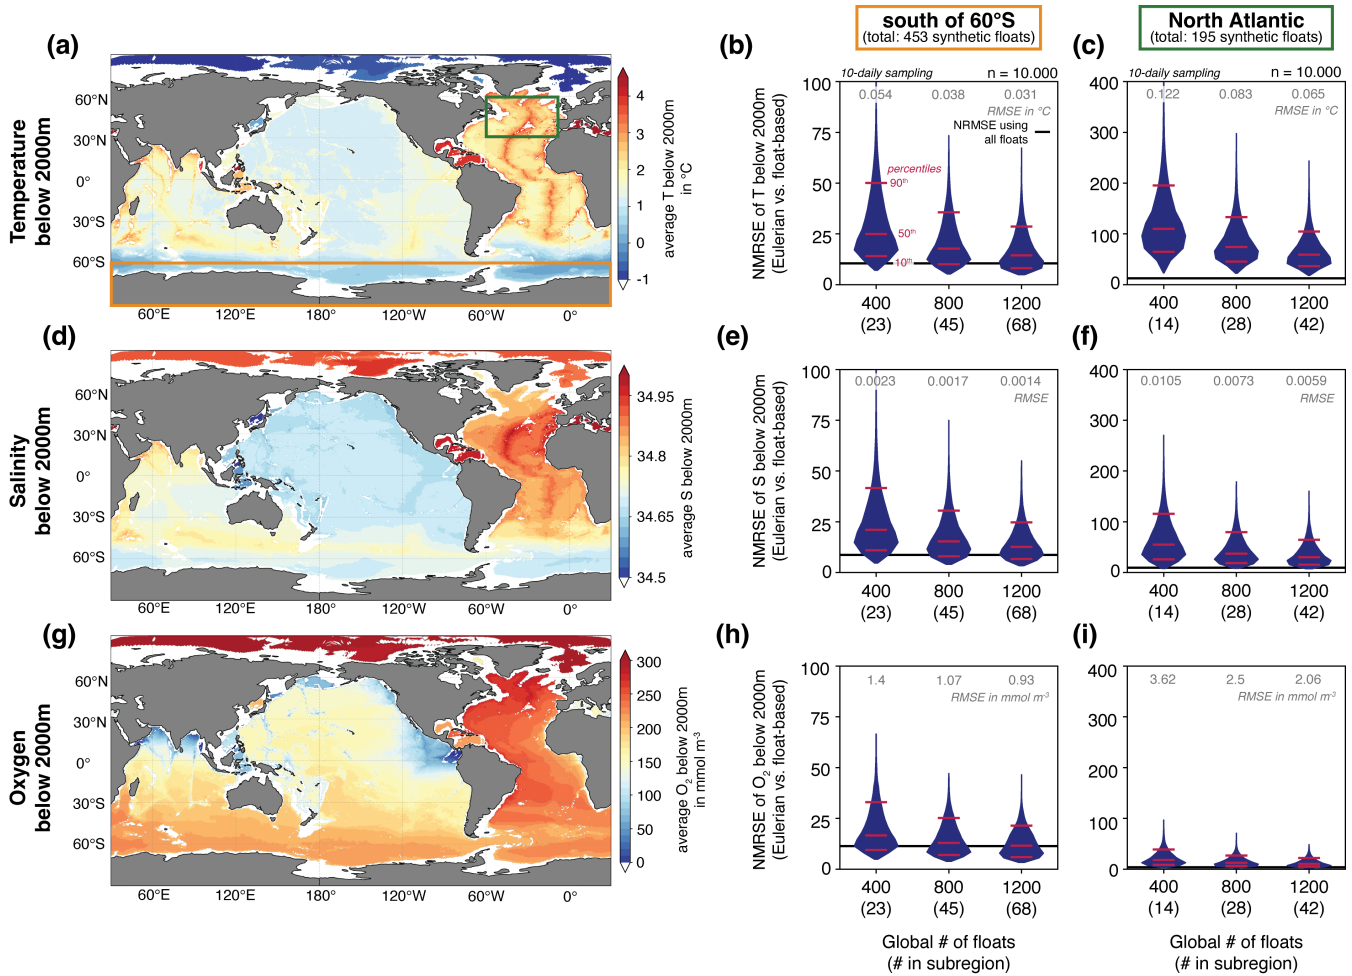 south of 60°S
(total: 453 synthetic floats)
North Atlantic
(total: 195 synthetic floats)
(a)
Temperature
below 2000m
60°N
30°N
0°
30°S
60°S
60°E
120°E
180°
120°W
60°W
0°
4
3
2
1
0
-1
average T below 2000m
in °C
(b)
10-daily sampling
n = 10.000
0.054
0.038
0.031
RMSE in °C
NRMSE using
all floats
percentiles
90th
50th
10th
100
75
50
25
0
NMRSE of T below 2000m
(Eulerian vs. float-based)
400
800
1200
(23)
(45)
(68)
(c)
10-daily sampling
n = 10.000
0.122
0.083
0.065
RMSE in °C
400
300
200
100
0
400
800
1200
(14)
(28)
(42)
(d)
Salinity
below 2000m
60°N
30°N
0°
30°S
60°S
60°E
120°E
180°
120°W
60°W
0°
34.95
34.8
34.65
34.5
average S below 2000m
(e)
0.0023
0.0017
0.0014
RMSE
100
75
50
25
0
NMRSE of S below 2000m
(Eulerian vs. float-based)
400
800
1200
(23)
(45)
(68)
(f)
0.0105
0.0073
0.0059
RMSE
400
300
200
100
0
400
800
1200
(14)
(28)
(42)
(g)
Oxygen
below 2000m
60°N
30°N
0°
30°S
60°S
60°E
120°E
180°
120°W
60°W
0°
300
250
200
150
100
50
0
average O₂ below 2000m
in mmol m⁻³
(h)
1.4
1.07
0.93
RMSE in mmol m⁻³
100
75
50
25
0
NMRSE of O₂ below 2000m
(Eulerian vs. float-based)
400
800
1200
(23)
(45)
(68)
Global # of floats
(# in subregion)
(i)
3.62
2.5
2.06
RMSE in mmol m⁻³
400
300
200
100
0
400
800
1200
(14)
(28)
(42)
Global # of floats
(# in subregion)